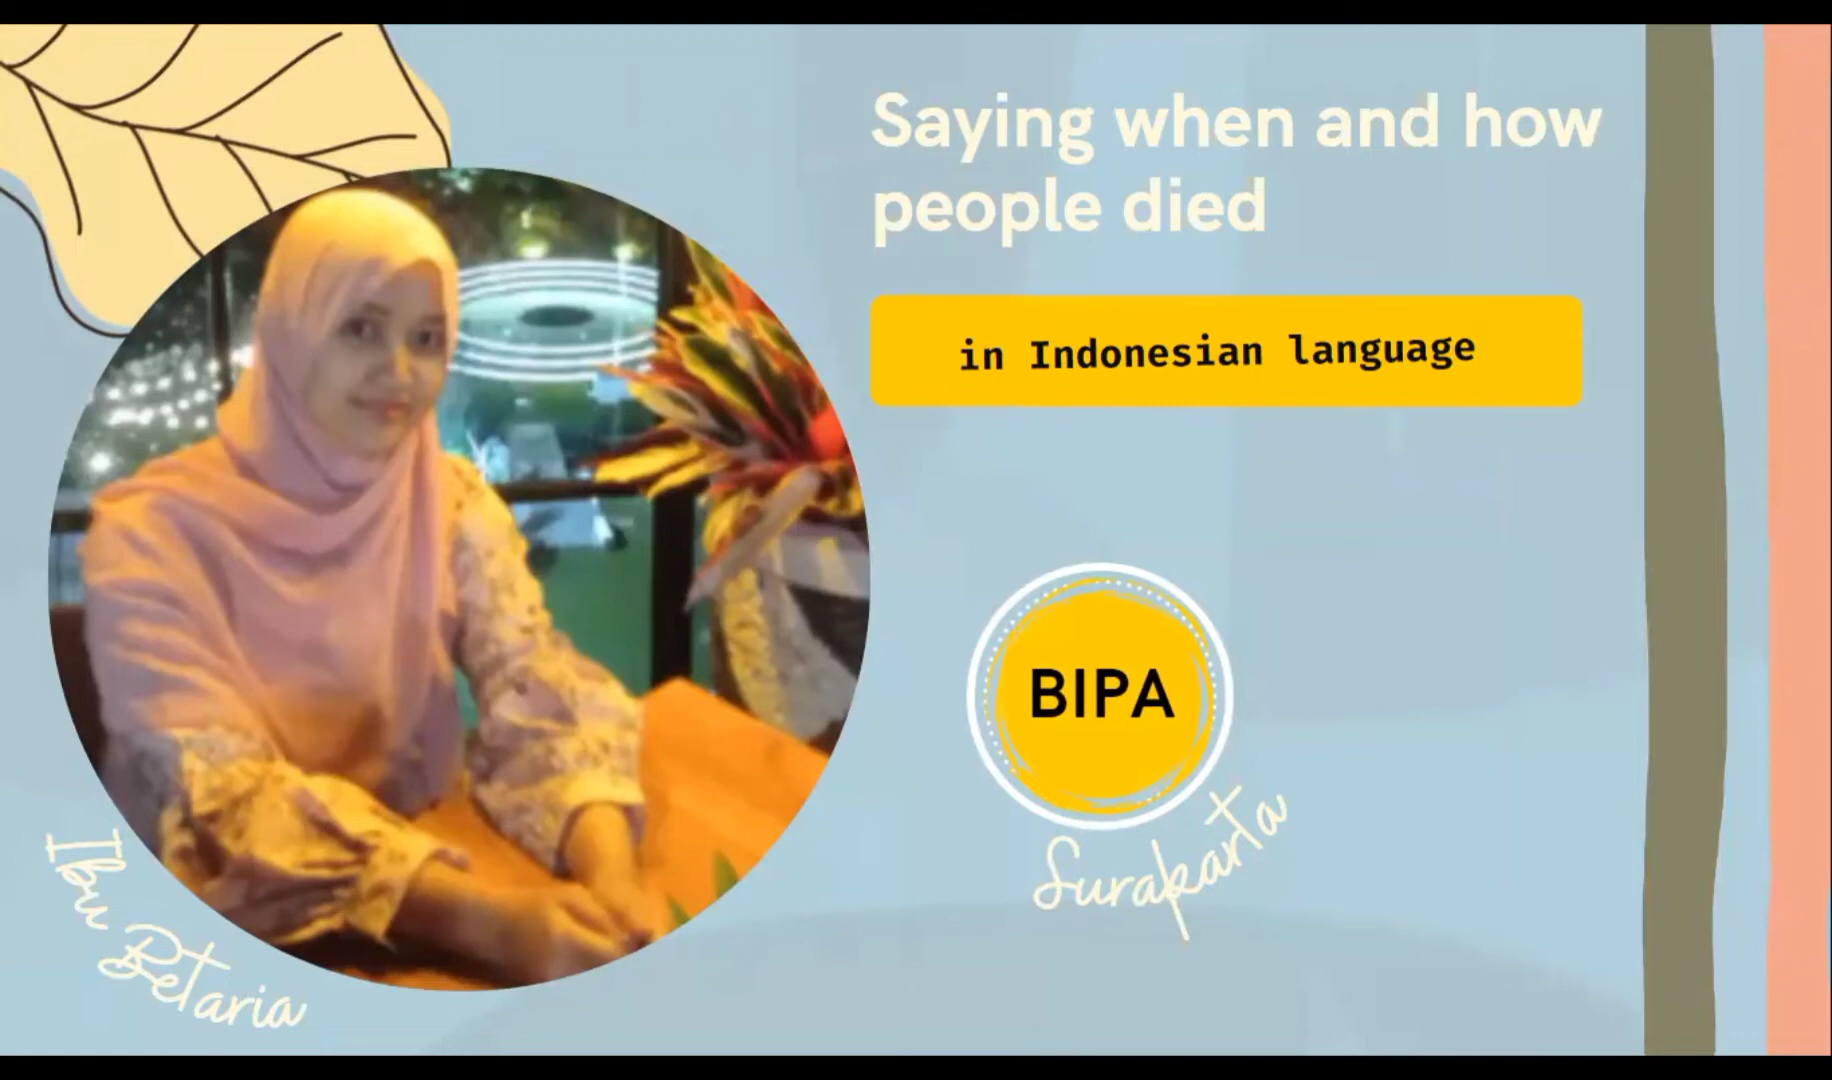 Saying when and how
people died
in Indonesian language
BIPA
Surakarta
Ibu Betaria